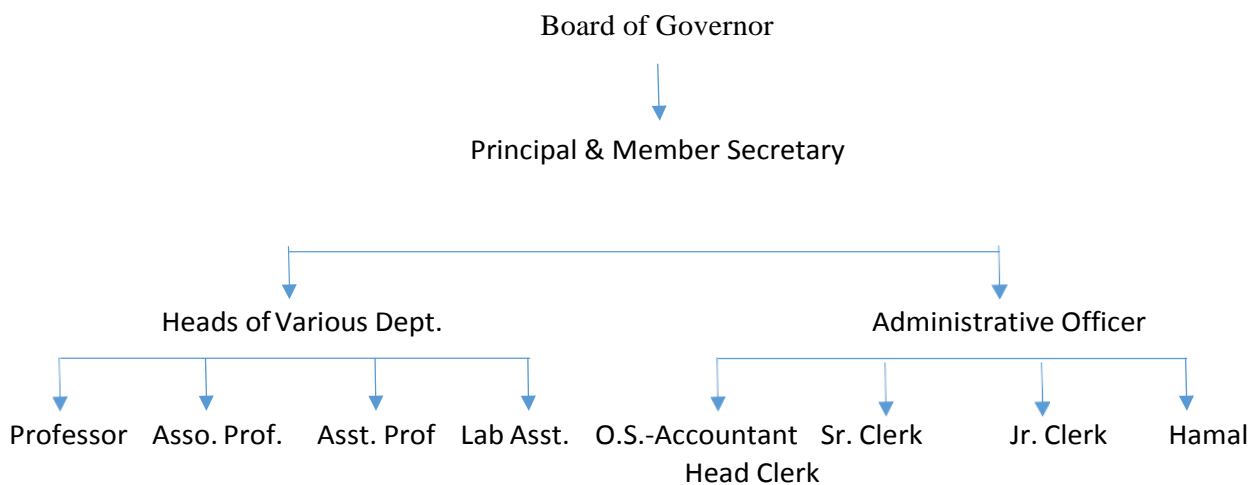 Board of Governor
Principal & Member Secretary
Heads of Various Dept. Administrative Officer
Professor Asso. Prof. Asst. Prof Lab Asst. O.S.-Accountant Sr. Clerk Jr. Clerk Hamal
Head Clerk